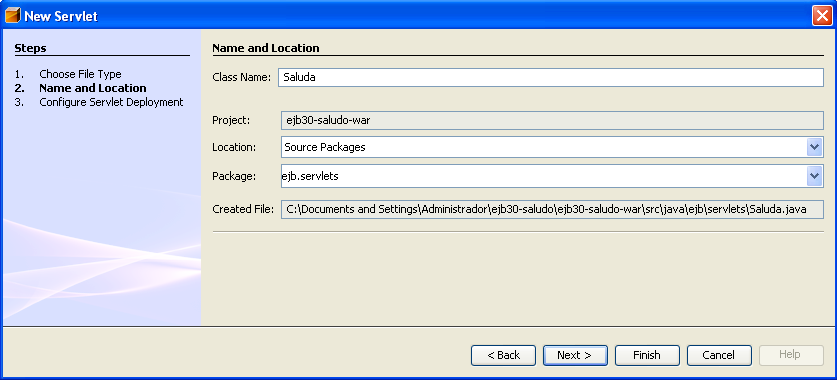 New Servlet
Steps
1. Choose File Type
2. Name and Location
3. Configure Servlet Deployment
Name and Location
Class Name: Saluda
Project: ejb30-saludo-war
Location: Source Packages
Package: ejb.servlets
Created File: C:\Documents and Settings\Administrador\ejb30-saludo\ejb30-saludo-war\src\java\ejb\servlets\Saluda.java
< Back Next > Finish Cancel Help